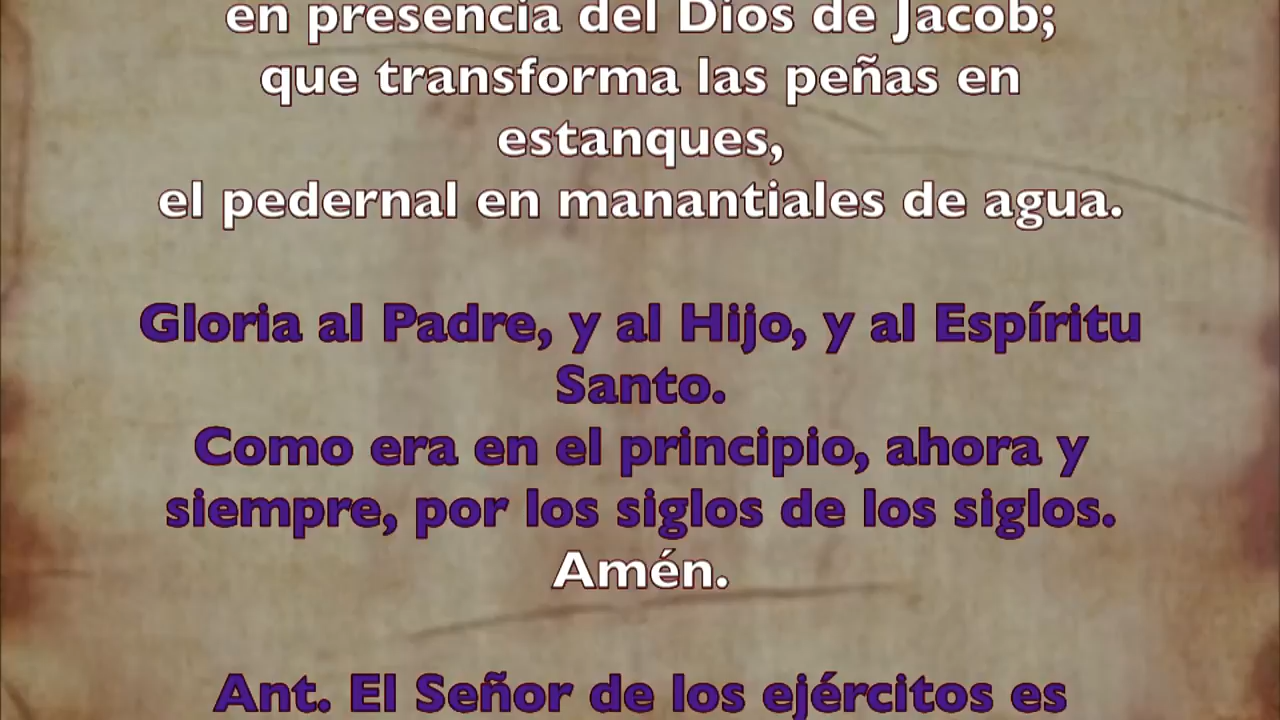 en presencia del Dios de Jacob;
que transforma las peñas en
estanques,
el pedernal en manantiales de agua.
Gloria al Padre, y al Hijo, y al Espíritu
Santo.
Como era en el principio, ahora y
siempre, por los siglos de los siglos.
Amén.
Ant. El Señor de los ejércitos es